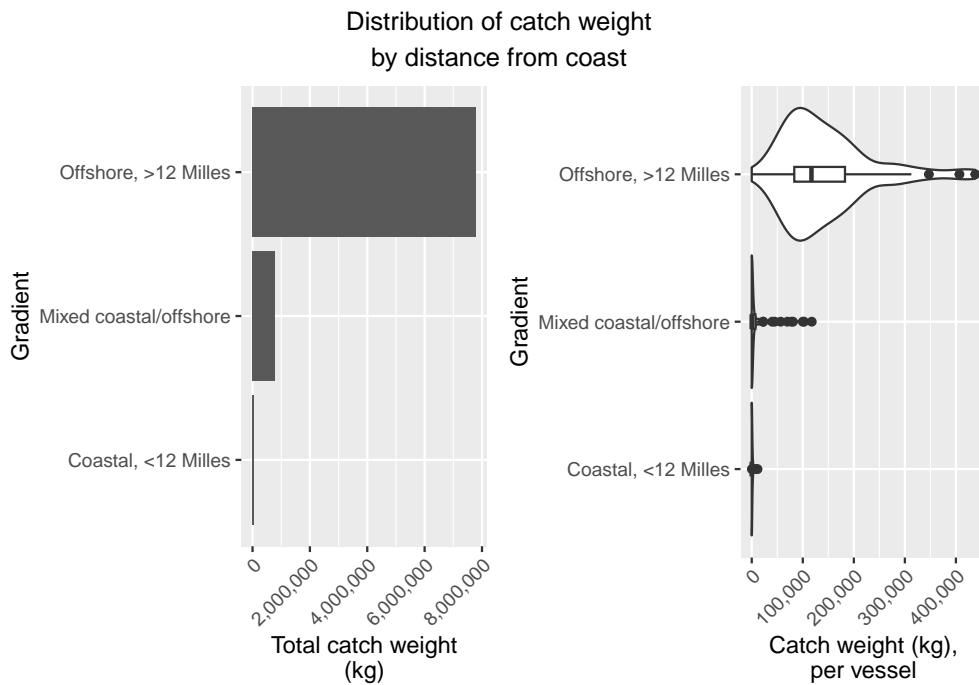 Distribution of catch weight
by distance from coast
Gradient
Offshore, >12 Milles
Mixed coastal/offshore
Coastal, <12 Milles
0
2,000,000
4,000,000
6,000,000
8,000,000
Total catch weight
(kg)
Gradient
Offshore, >12 Milles
Mixed coastal/offshore
Coastal, <12 Milles
0
100,000
200,000
300,000
400,000
Catch weight (kg),
per vessel